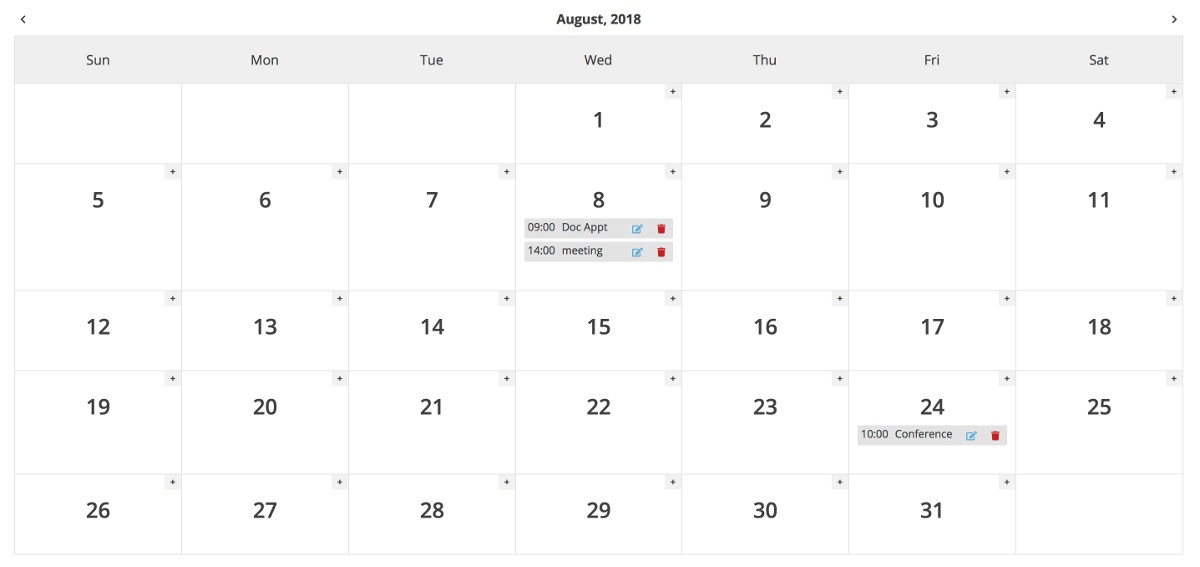 August, 2018
Sun Mon Tue Wed Thu Fri Sat
+ + + +
1 2 3 4
+ + + + + + +
5 6 7 8 9 10 11
09:00 Doc Appt
14:00 meeting
+ + + + + + +
12 13 14 15 16 17 18
+ + + + + + +
19 20 21 22 23 24 25
10:00 Conference
+ + + + + +
26 27 28 29 30 31